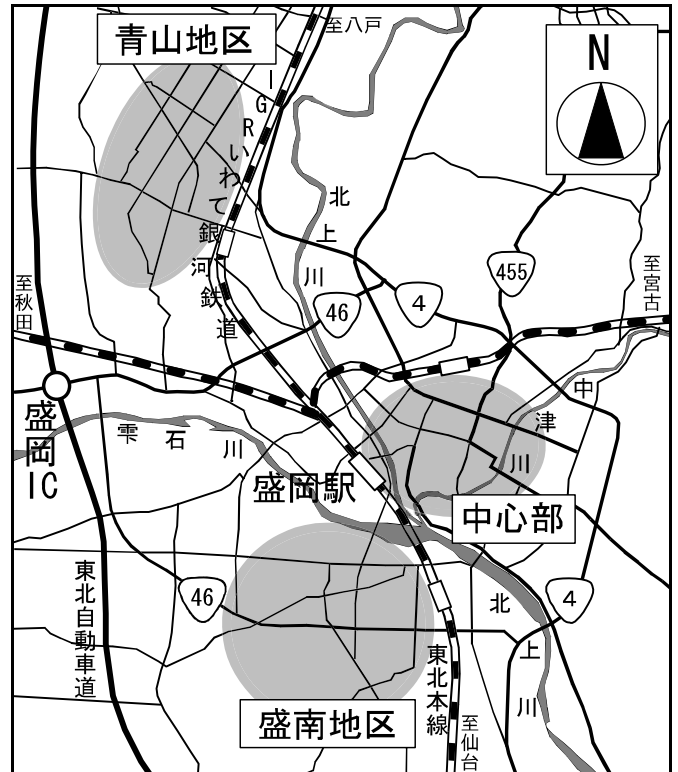 青山地区
至八戸
N
IGRいわて銀河鉄道
北上川
455
至宮古
至秋田
46
4
中津川
盛岡IC
雫石川
盛岡駅
中心部
東北自動車道
46
北上川
4
東北本線
盛南地区
至仙台